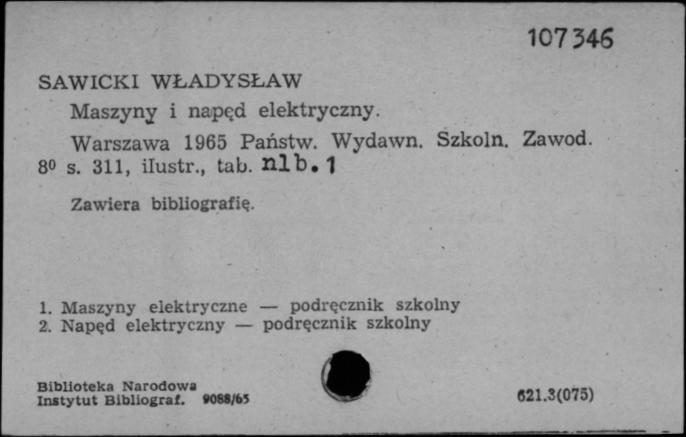 107346
SAWICKI WŁADYSŁAW
Maszyny i napęd elektryczny.
Warszawa 1965 Państw. Wydawn. Szkoln. Zawod.
8⁰ s. 311, ilustr., tab. nlb. 1
Zawiera bibliografię.
1. Maszyny elektryczne — podręcznik szkolny
2. Napęd elektryczny — podręcznik szkolny
Biblioteka Narodowa
Instytut Bibliograf. 9088/65
621.3(075)